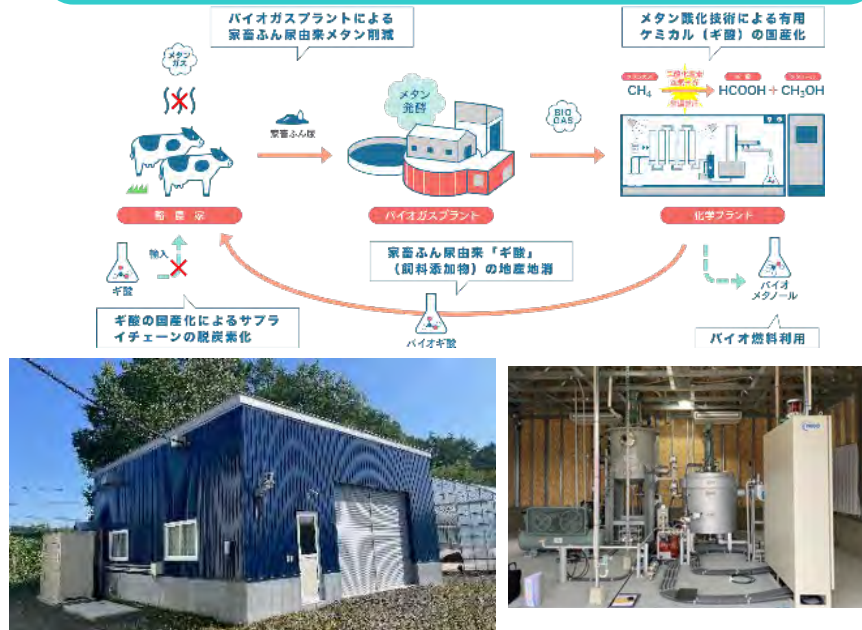 バイオガスプラントによる
家畜ふん尿由来メタン削減
メタン酸化技術による有用
ケミカル（ギ酸）の国産化
メタン
ガス
家畜ふん尿
メタン
発酵
BIO
GAS
CH₄
HCOOH + CH₃OH
酪農家
バイオガスプラント
化学プラント
ギ酸
輸入
家畜ふん尿由来「ギ酸」
（飼料添加物）の地産地消
バイオ
メタノール
ギ酸の国産化によるサプラ
イチェーンの脱炭素化
バイオギ酸
バイオ燃料利用